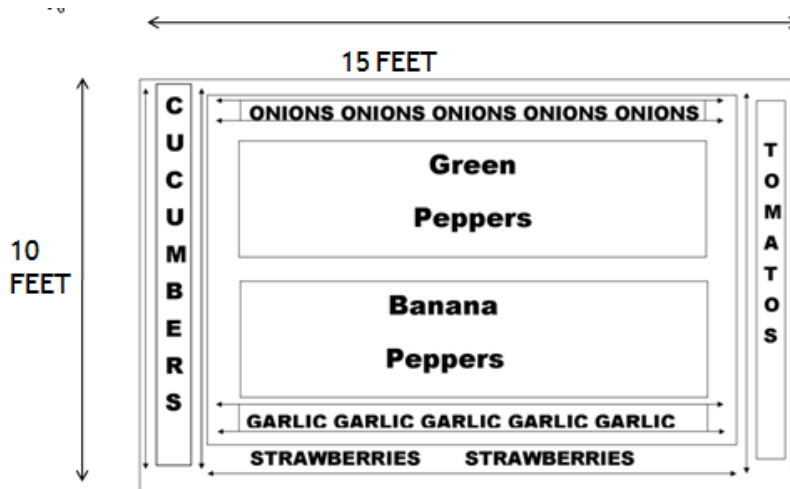 15 FEET
CUCUMBERS
ONIONS ONIONS ONIONS ONIONS ONIONS
Green
Peppers
TOMATOS
10
FEET
Banana
Peppers
GARLIC GARLIC GARLIC GARLIC GARLIC
STRAWBERRIES STRAWBERRIES